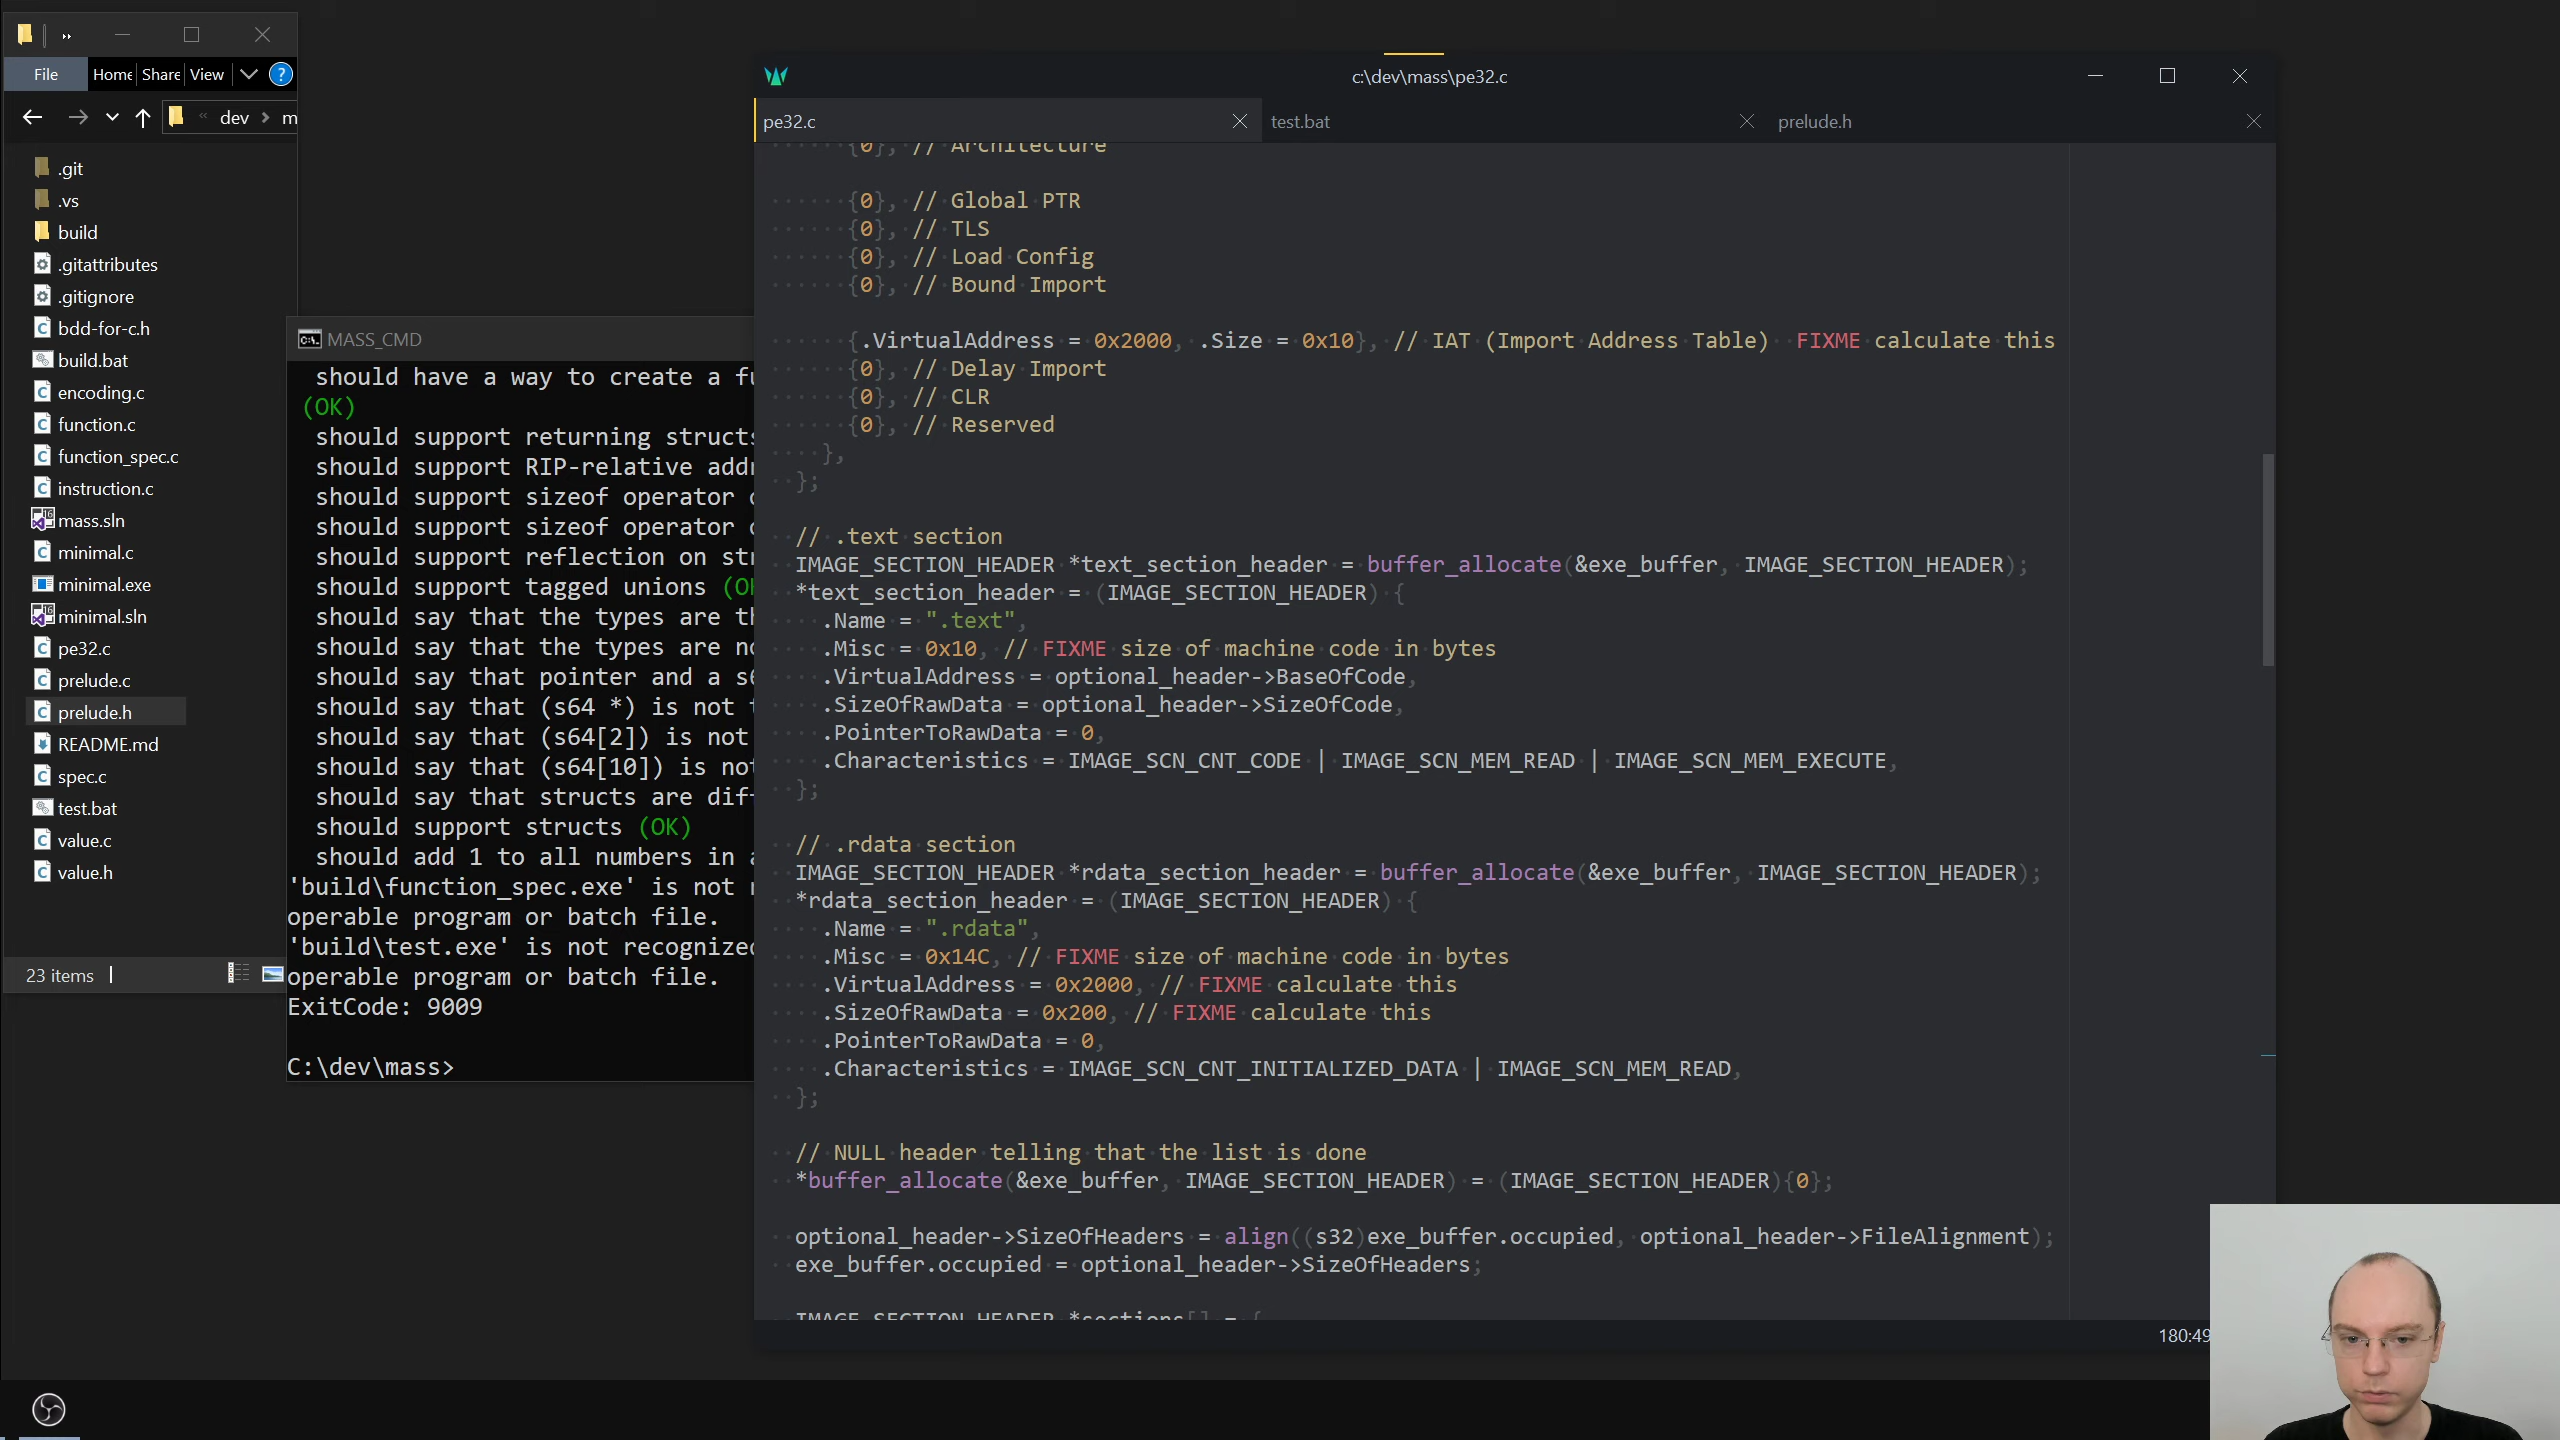 File
Home
Share
View
?
dev
m
.git
.vs
build
.gitattributes
.gitignore
bdd-for-c.h
build.bat
encoding.c
function.c
function_spec.c
instruction.c
mass.sln
minimal.c
minimal.exe
minimal.sln
pe32.c
prelude.c
prelude.h
README.md
spec.c
test.bat
value.c
value.h
23 items
MASS_CMD
should have a way to create a fu
(OK)
should support returning structs
should support RIP-relative addr
should support sizeof operator
should support sizeof operator
should support reflection on str
should support tagged unions (OK
should say that the types are th
should say that the types are no
should say that pointer and a se
should say that (s64 *) is not
should say that (s64[2]) is not
should say that (s64[10]) is not
should say that structs are diff
should support structs (OK)
should add 1 to all numbers in a
'build\function_spec.exe' is not r
operable program or batch file.
'build\test.exe' is not recognized
operable program or batch file.
ExitCode: 9009
C:\dev\mass>
c:\dev\mass\pe32.c
pe32.c
test.bat
prelude.h
{0}, // Architecture
{0}, // Global PTR
{0}, // TLS
{0}, // Load Config
{0}, // Bound Import
{.VirtualAddress = 0x2000, .Size = 0x10}, // IAT (Import Address Table)  FIXME calculate this
{0}, // Delay Import
{0}, // CLR
{0}, // Reserved
},
};
// .text section
IMAGE_SECTION_HEADER *text_section_header = buffer_allocate(&exe_buffer, IMAGE_SECTION_HEADER);
*text_section_header = (IMAGE_SECTION_HEADER) {
.Name = ".text",
.Misc = 0x10, // FIXME size of machine code in bytes
.VirtualAddress = optional_header->BaseOfCode,
.SizeOfRawData = optional_header->SizeOfCode,
.PointerToRawData = 0,
.Characteristics = IMAGE_SCN_CNT_CODE | IMAGE_SCN_MEM_READ | IMAGE_SCN_MEM_EXECUTE,
};
// .rdata section
IMAGE_SECTION_HEADER *rdata_section_header = buffer_allocate(&exe_buffer, IMAGE_SECTION_HEADER);
*rdata_section_header = (IMAGE_SECTION_HEADER) {
.Name = ".rdata",
.Misc = 0x14C, // FIXME size of machine code in bytes
.VirtualAddress = 0x2000, // FIXME calculate this
.SizeOfRawData = 0x200, // FIXME calculate this
.PointerToRawData = 0,
.Characteristics = IMAGE_SCN_CNT_INITIALIZED_DATA | IMAGE_SCN_MEM_READ,
};
// NULL header telling that the list is done
*buffer_allocate(&exe_buffer, IMAGE_SECTION_HEADER) = (IMAGE_SECTION_HEADER){0};
optional_header->SizeOfHeaders = align((s32)exe_buffer.occupied, optional_header->FileAlignment);
exe_buffer.occupied = optional_header->SizeOfHeaders;
IMAGE_SECTION_HEADER *sections[] = {
180:49